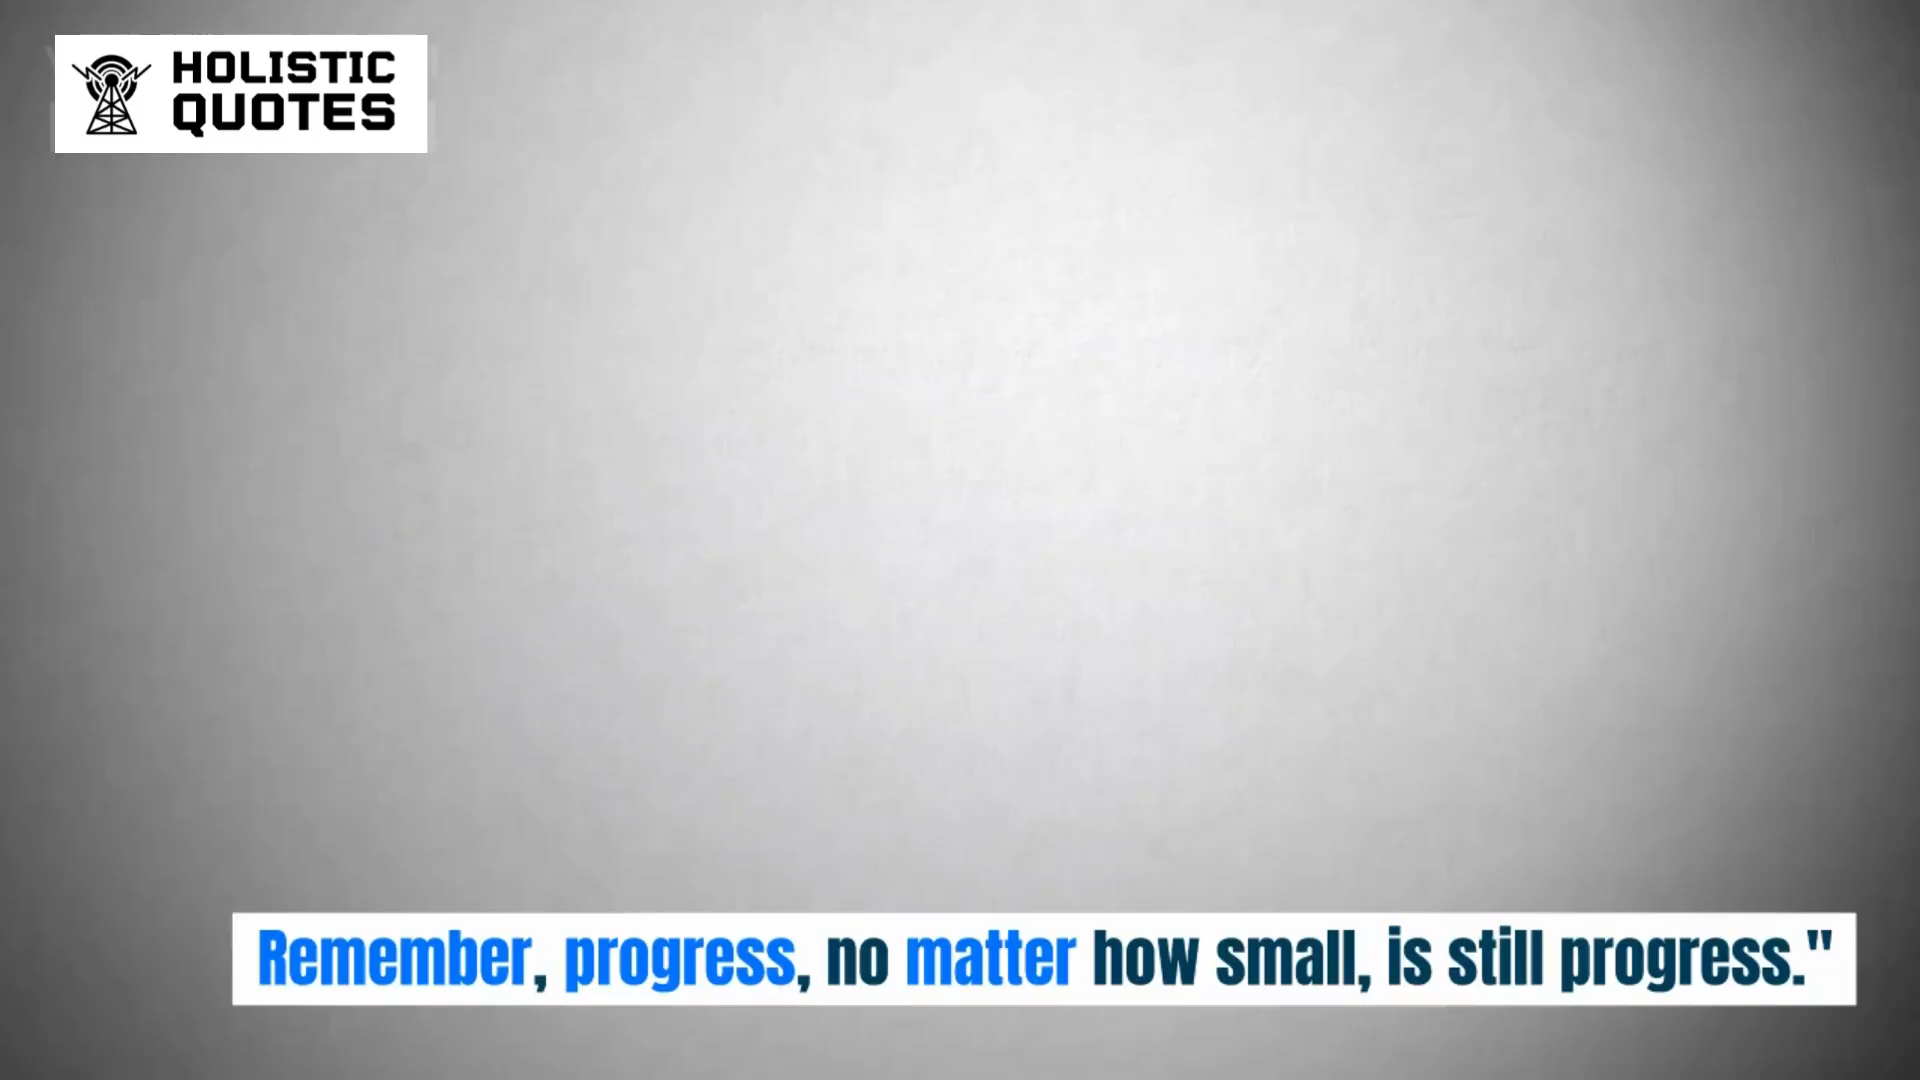 HOLISTIC
QUOTES
Remember, progress, no matter how small, is still progress."